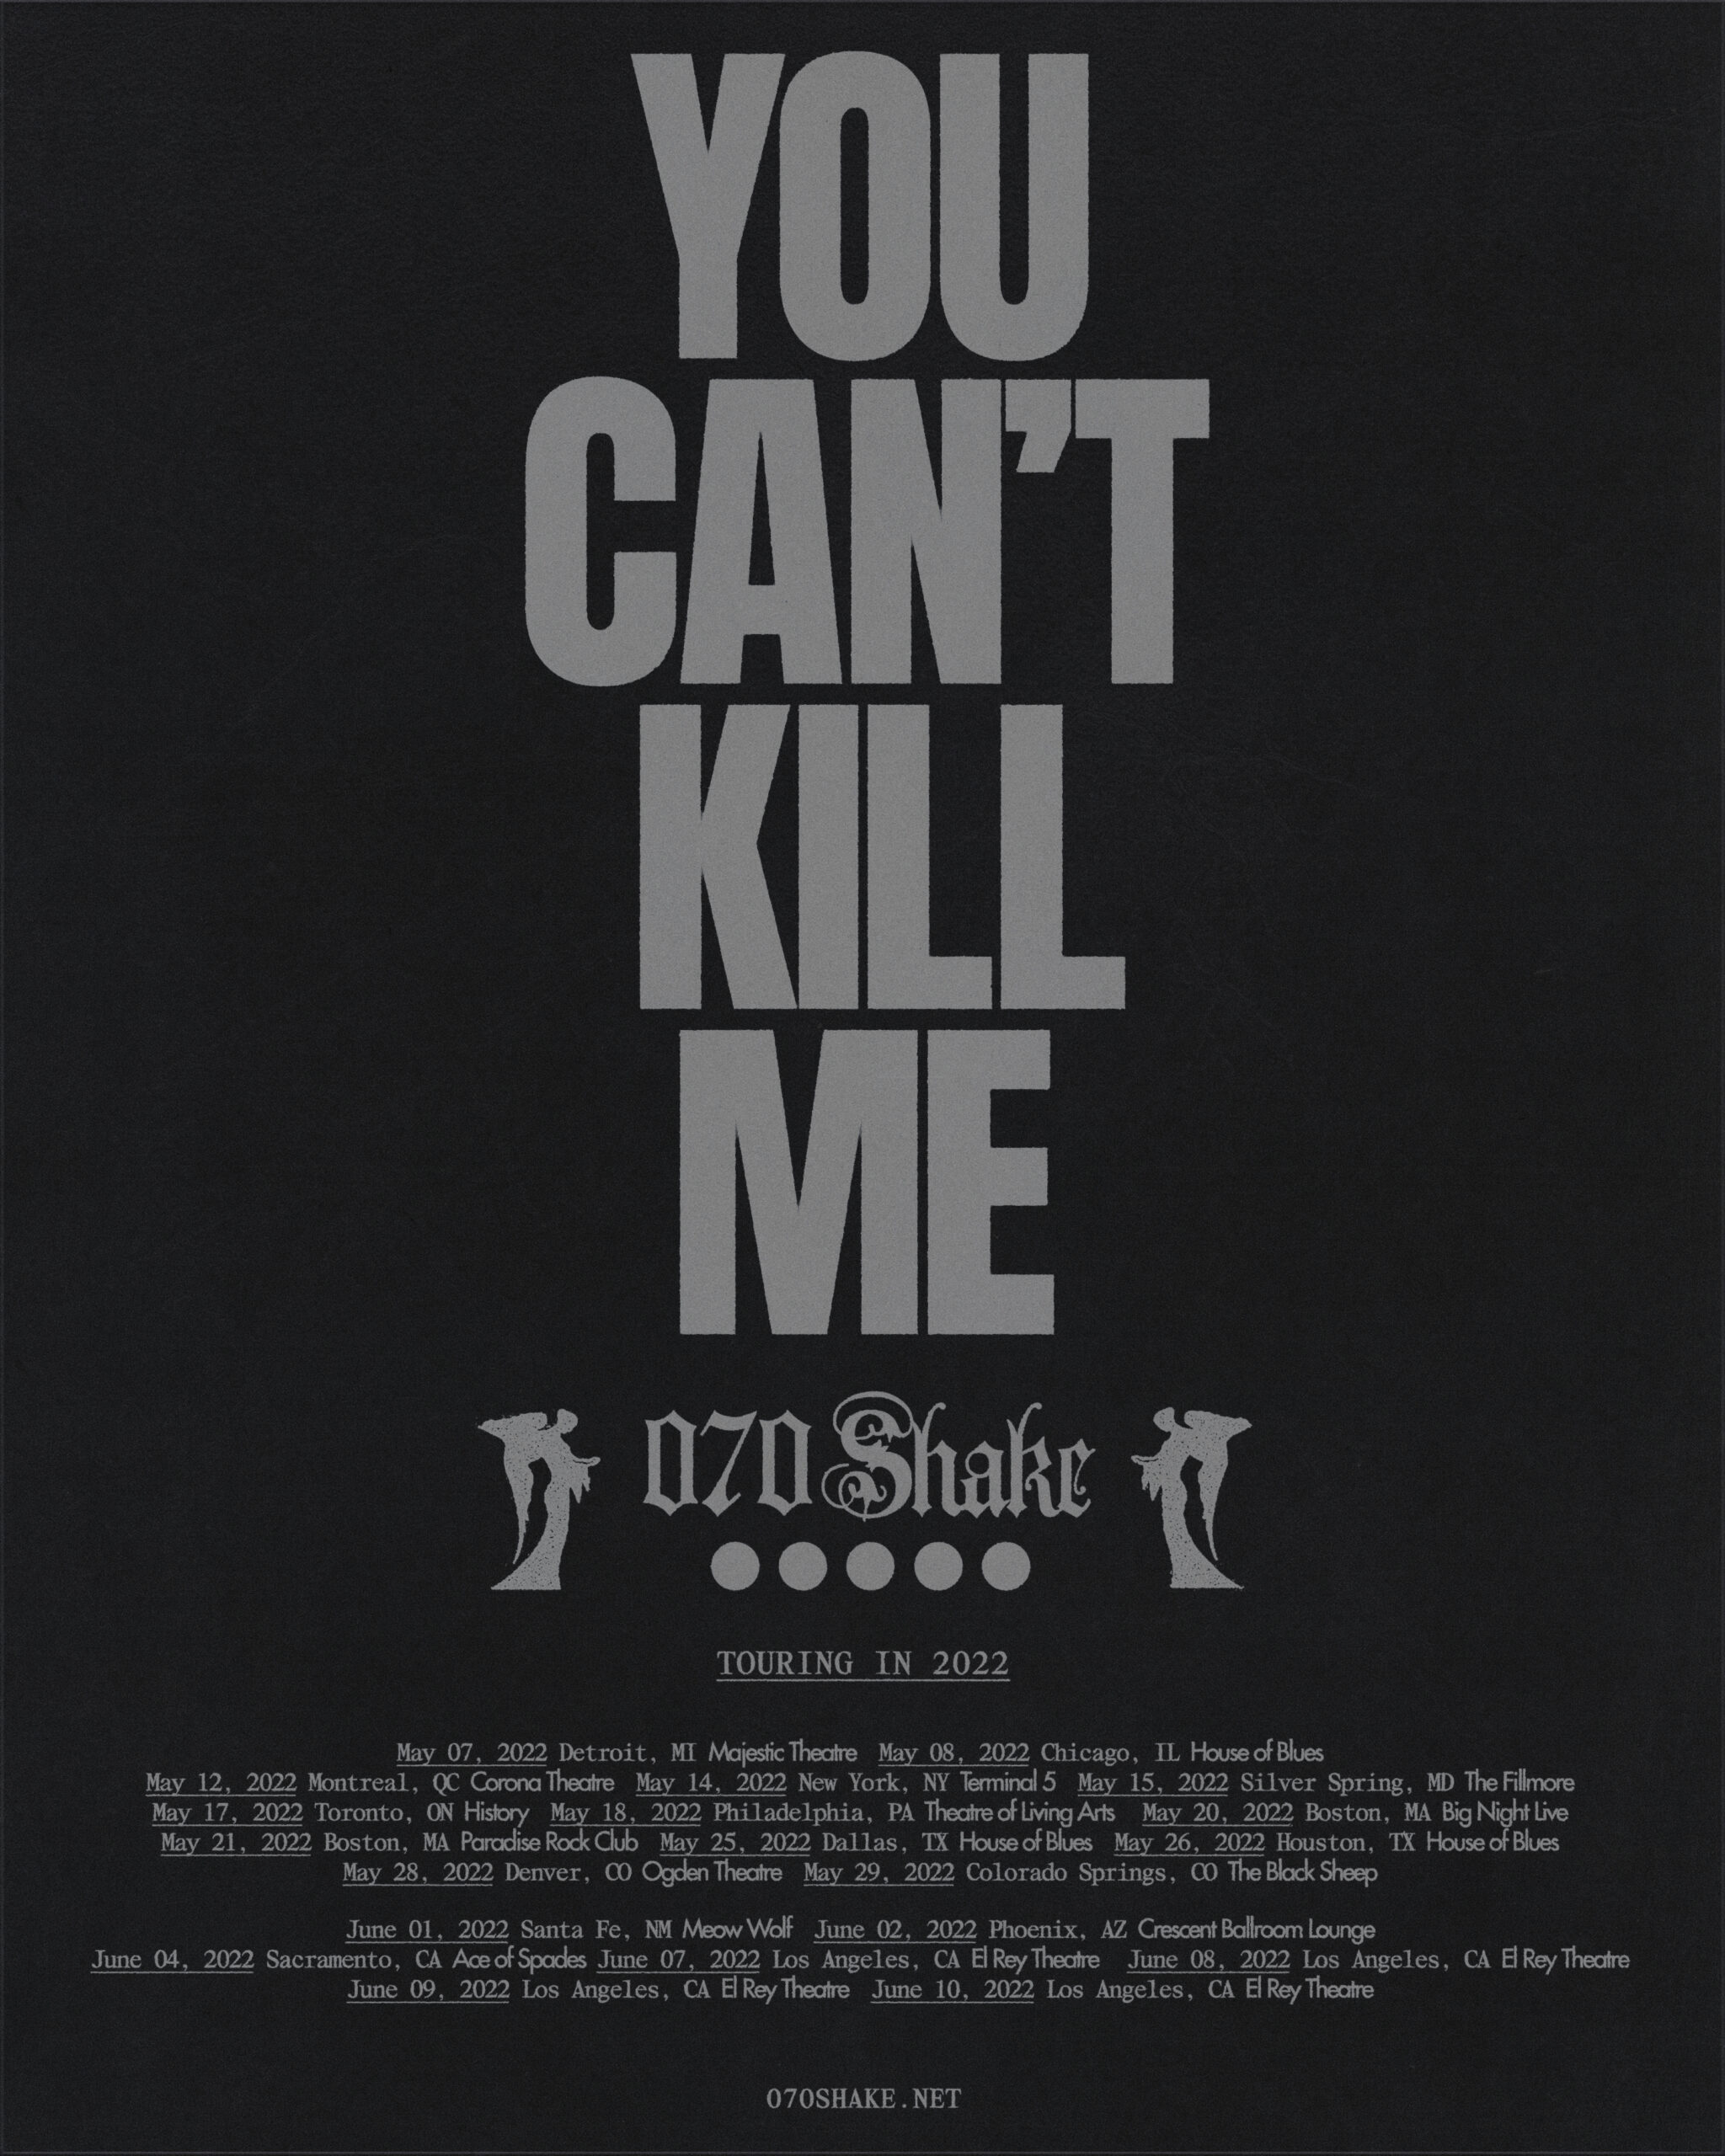 YOU
CAN’T
KILL
ME
070 Shake
TOURING IN 2022
May 07, 2022 Detroit, MI Majestic Theatre May 08, 2022 Chicago, IL House of Blues
May 12, 2022 Montreal, QC Corona Theatre May 14, 2022 New York, NY Terminal 5 May 15, 2022 Silver Spring, MD The Fillmore
May 17, 2022 Toronto, ON History May 18, 2022 Philadelphia, PA Theatre of Living Arts May 20, 2022 Boston, MA Big Night Live
May 21, 2022 Boston, MA Paradise Rock Club May 25, 2022 Dallas, TX House of Blues May 26, 2022 Houston, TX House of Blues
May 28, 2022 Denver, CO Ogden Theatre May 29, 2022 Colorado Springs, CO The Black Sheep
June 01, 2022 Santa Fe, NM Meow Wolf June 02, 2022 Phoenix, AZ Crescent Ballroom Lounge
June 04, 2022 Sacramento, CA Ace of Spades June 07, 2022 Los Angeles, CA El Rey Theatre June 08, 2022 Los Angeles, CA El Rey Theatre
June 09, 2022 Los Angeles, CA El Rey Theatre June 10, 2022 Los Angeles, CA El Rey Theatre
070SHAKE.NET